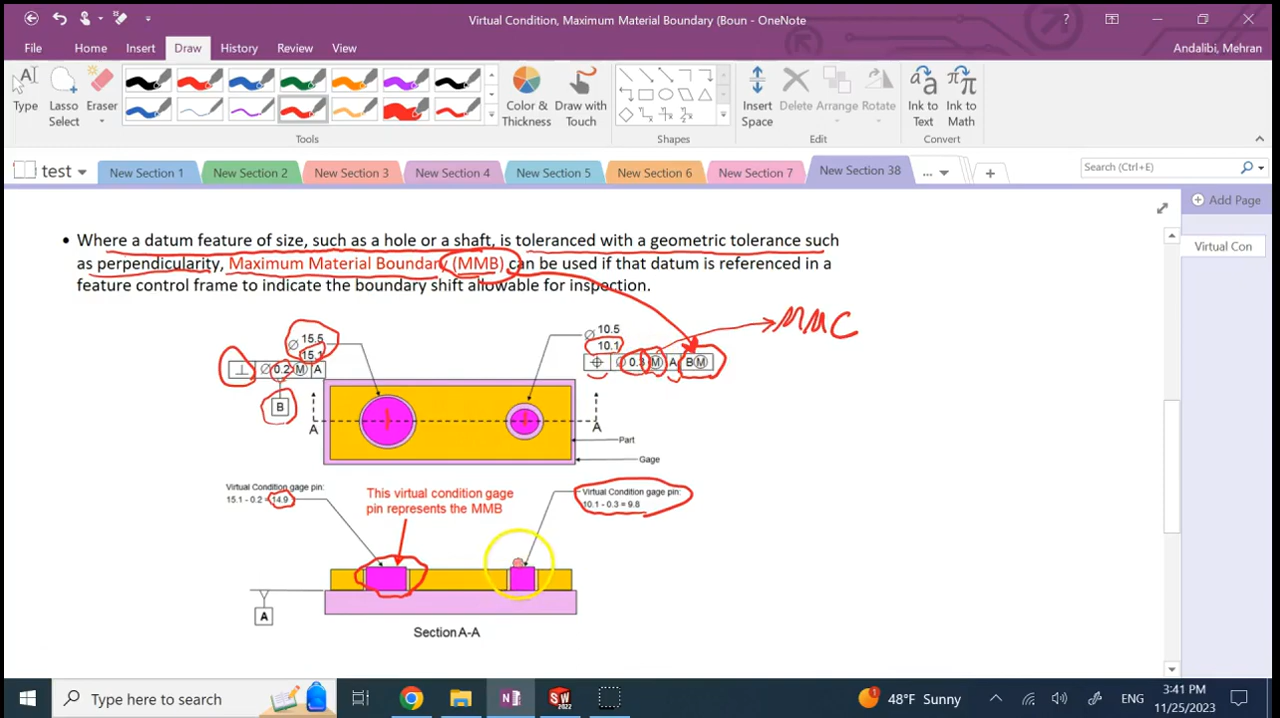 Virtual Condition, Maximum Material Boundary (Boun - OneNote
?
File Home Insert Draw History Review View
Andalibi, Mehran
Type
Lasso Select
Eraser
Color & Thickness
Draw with Touch
Insert Space
Delete
Arrange
Rotate
Ink to Text
Ink to Math
Tools Shapes Edit Convert
test New Section 1 New Section 2 New Section 3 New Section 4 New Section 5 New Section 6 New Section 7 New Section 38 ...
Search (Ctrl+E)
Add Page
Virtual Con
• Where a datum feature of size, such as a hole or a shaft, is toleranced with a geometric tolerance such
as perpendicularity, Maximum Material Boundary (MMB) can be used if that datum is referenced in a
feature control frame to indicate the boundary shift allowable for inspection.
MMC
⌀ 15.5
15.1
⊥ ⌀ 0.2 Ⓜ A
B
⌀ 10.5
10.1
⌖ ⌀ 0.3 Ⓜ A B Ⓜ
A A
Part
Gage
Virtual Condition gage pin:
15.1 - 0.2 = 14.9
This virtual condition gage
pin represents the MMB
Virtual Condition gage pin:
10.1 - 0.3 = 9.8
A
Section A-A
Type here to search
48°F Sunny
ENG
3:41 PM
11/25/2023
SW
2022